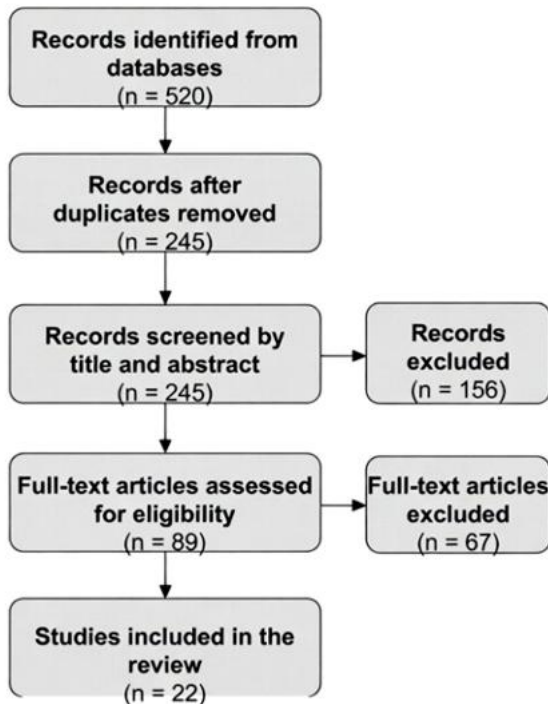 Records identified from
databases
(n = 520)
Records after
duplicates removed
(n = 245)
Records screened by
title and abstract
(n = 245)
Records
excluded
(n = 156)
Full-text articles assessed
for eligibility
(n = 89)
Full-text articles
excluded
(n = 67)
Studies included in the
review
(n = 22)